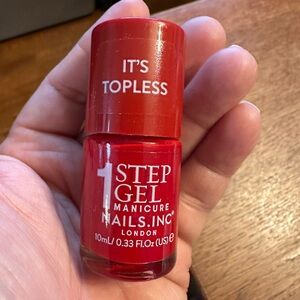 IT'S
TOPLESS
1 STEP
GEL
MANICURE
NAILS.INC®
LONDON
10mL/ 0.33 Fl.Oz (US) e